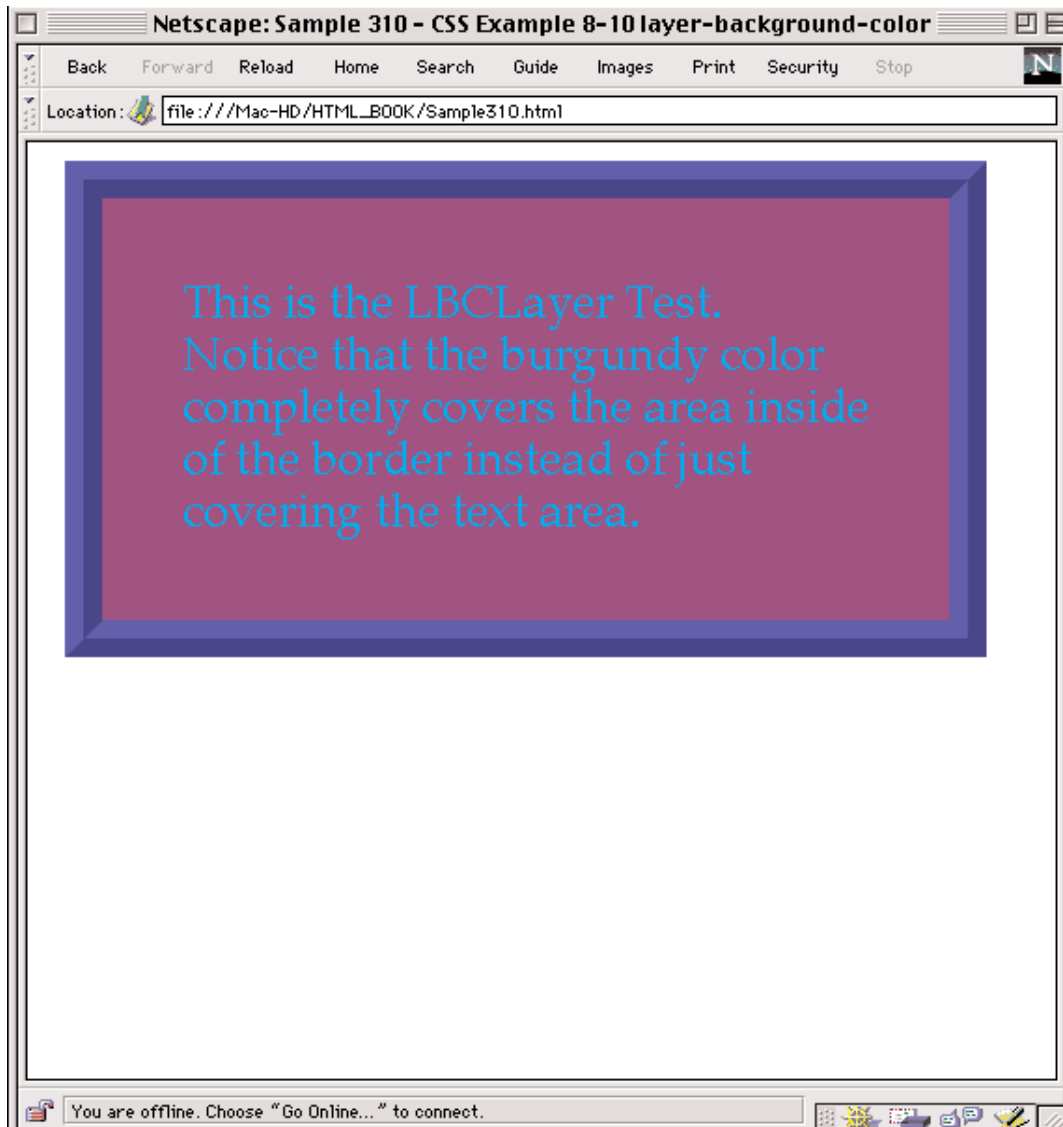 Netscape: Sample 310 - CSS Example 8-10 layer-background-color
Back Forward Reload Home Search Guide Images Print Security Stop N
Location: file:///Mac-HD/HTML_BOOK/Sample310.html
This is the LBCLayer Test.
Notice that the burgundy color
completely covers the area inside
of the border instead of just
covering the text area.
You are offline. Choose “Go Online...” to connect.